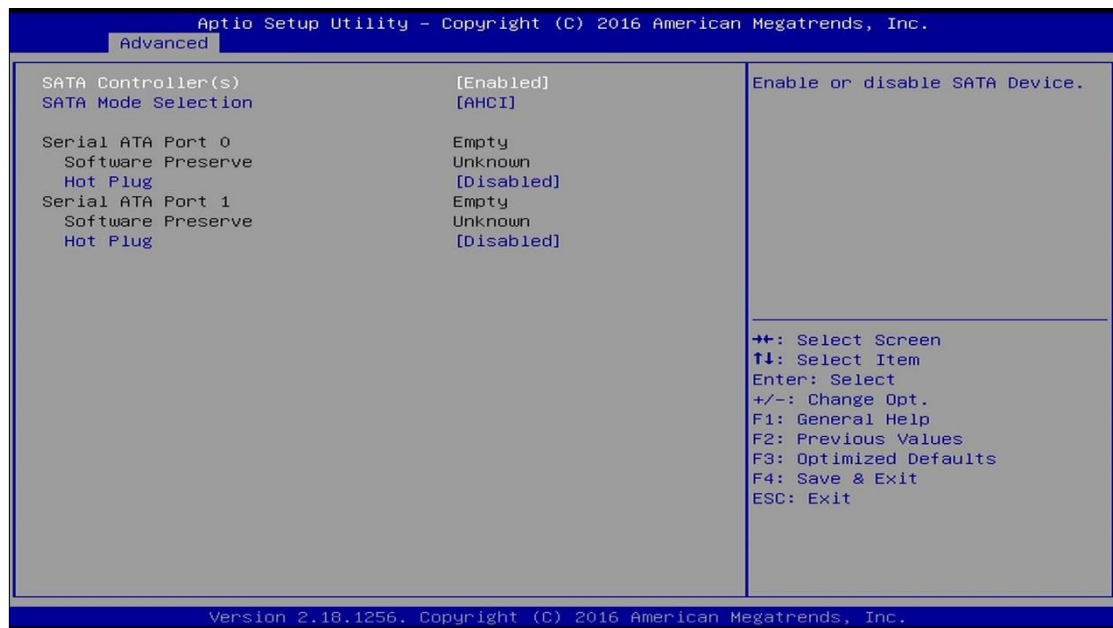 Aptio Setup Utility – Copyright (C) 2016 American Megatrends, Inc.
Advanced
SATA Controller(s) [Enabled]
SATA Mode Selection [AHCI]
Serial ATA Port 0 Empty
Software Preserve Unknown
Hot Plug [Disabled]
Serial ATA Port 1 Empty
Software Preserve Unknown
Hot Plug [Disabled]
Enable or disable SATA Device.
→←: Select Screen
↑↓: Select Item
Enter: Select
+/-: Change Opt.
F1: General Help
F2: Previous Values
F3: Optimized Defaults
F4: Save & Exit
ESC: Exit
Version 2.18.1256. Copyright (C) 2016 American Megatrends, Inc.